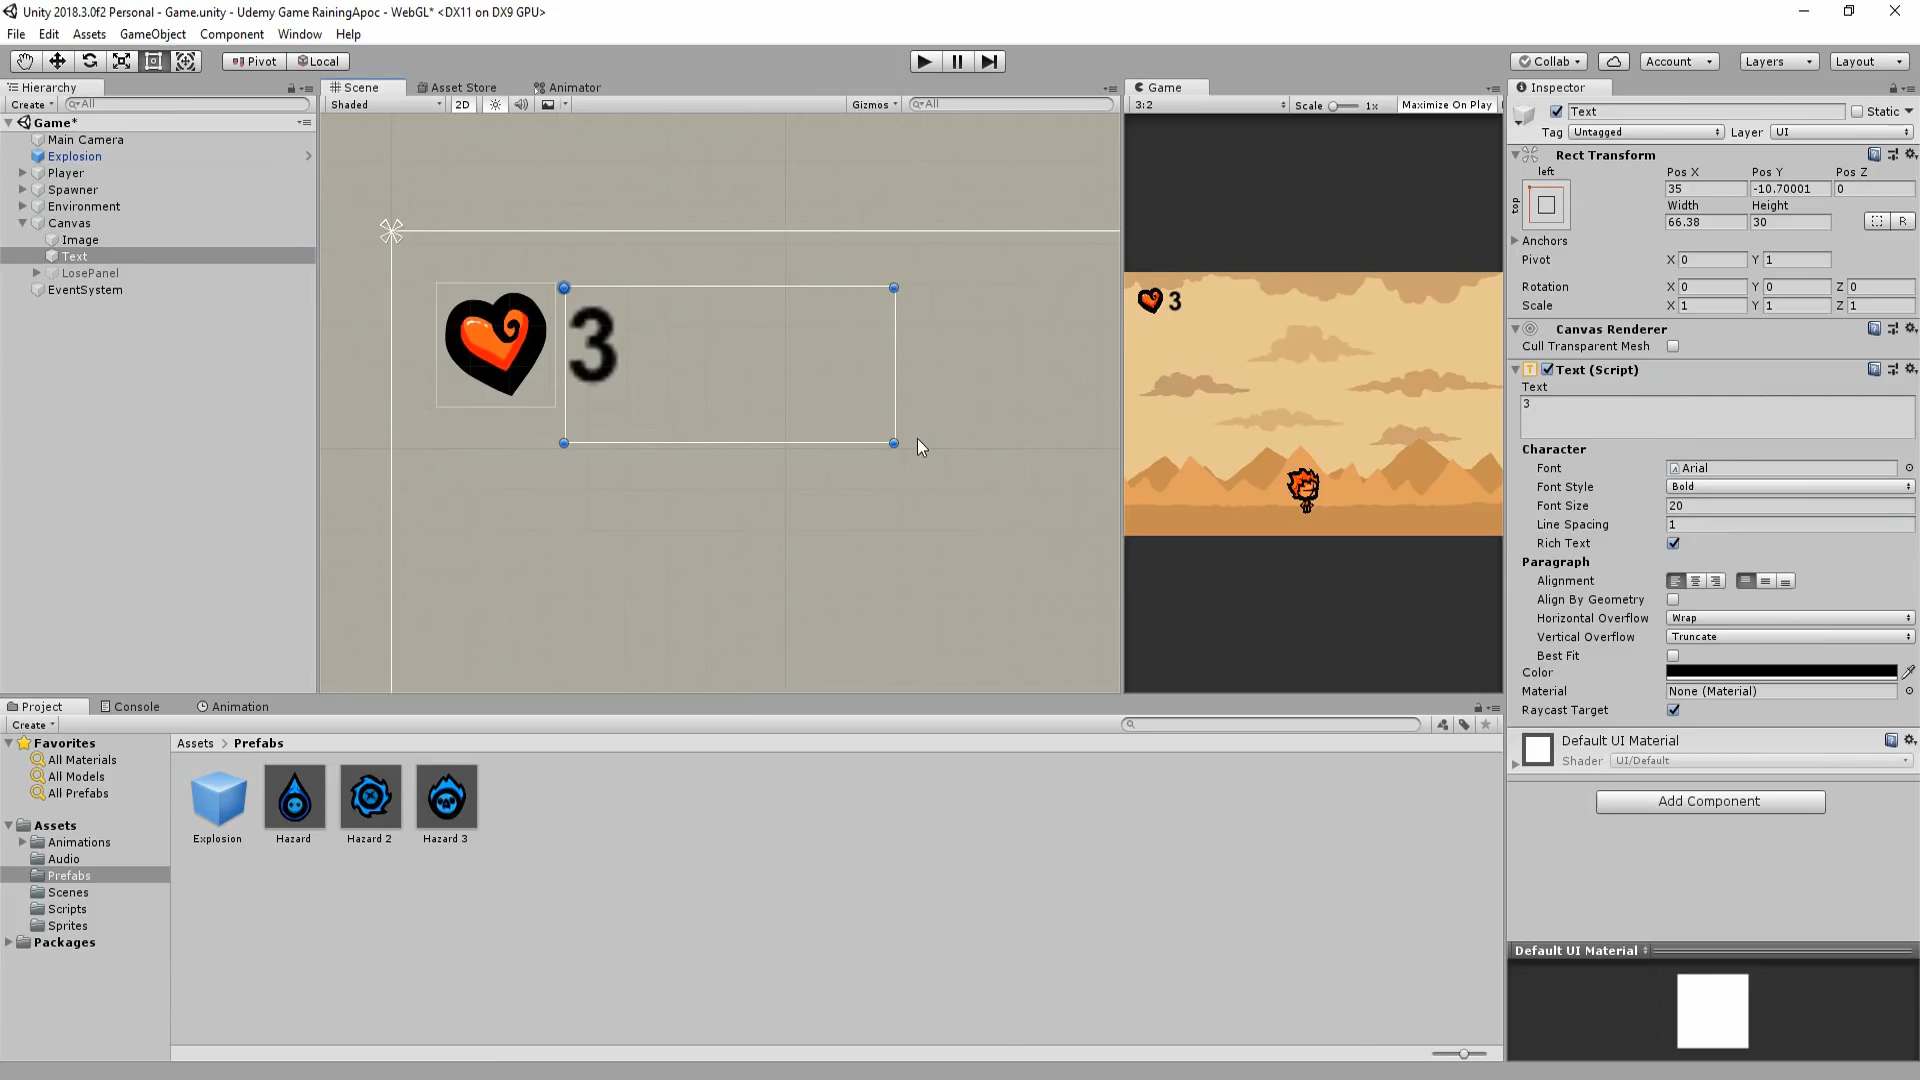 Unity 2018.3.0f2 Personal - Game.unity - Udemy Game RainingApoc - WebGL* <DX11 on DX9 GPU>
File Edit Assets GameObject Component Window Help
Pivot Local Collab Account Layers Layout
Hierarchy
Create All
Game*
Main Camera
Explosion
Player
Spawner
Environment
Canvas
Image
Text
LosePanel
EventSystem
Scene Asset Store Animator
Shaded 2D Gizmos All
3
Game
3:2 Scale 1x Maximize On Play
3
Inspector
Text Static
Tag Untagged Layer UI
Rect Transform
left Pos X Pos Y Pos Z
top 35 -10.70001 0
Width Height
66.38 30 R
Anchors
Pivot X 0 Y 1
Rotation X 0 Y 0 Z 0
Scale X 1 Y 1 Z 1
Canvas Renderer
Cull Transparent Mesh
Text (Script)
Text
3
Character
Font Arial
Font Style Bold
Font Size 20
Line Spacing 1
Rich Text
Paragraph
Alignment
Align By Geometry
Horizontal Overflow Wrap
Vertical Overflow Truncate
Best Fit
Color
Material None (Material)
Raycast Target
Default UI Material
Shader UI/Default
Add Component
Default UI Material
Project Console Animation
Create
Favorites
All Materials
All Models
All Prefabs
Assets
Animations
Audio
Prefabs
Scenes
Scripts
Sprites
Packages
Assets > Prefabs
Explosion Hazard Hazard 2 Hazard 3